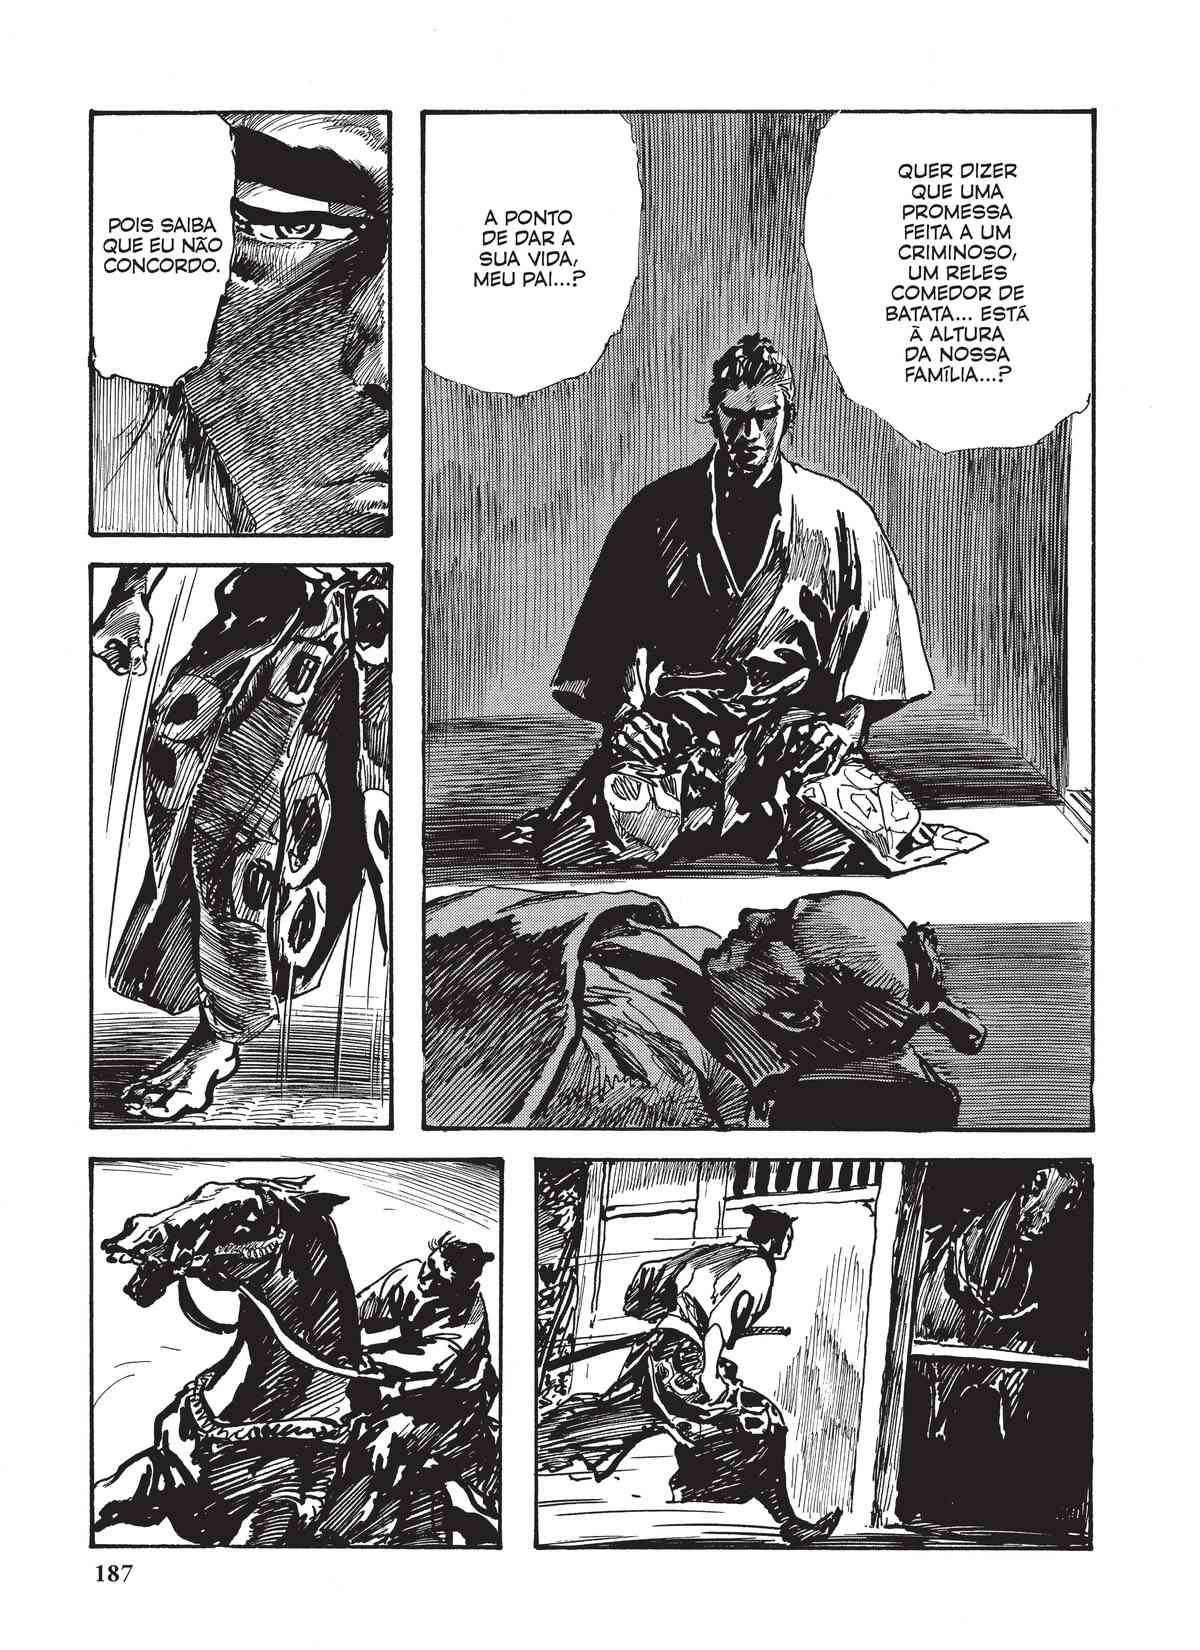 QUER DIZER
QUE UMA
PROMESSA
FEITA A UM
CRIMINOSO,
UM RELES
COMEDOR DE
BATATA... ESTÁ
À ALTURA
DA NOSSA
FAMÍLIA...?
A PONTO
DE DAR A
SUA VIDA,
MEU PAI...?
POIS SAIBA
QUE EU NÃO
CONCORDO.
187